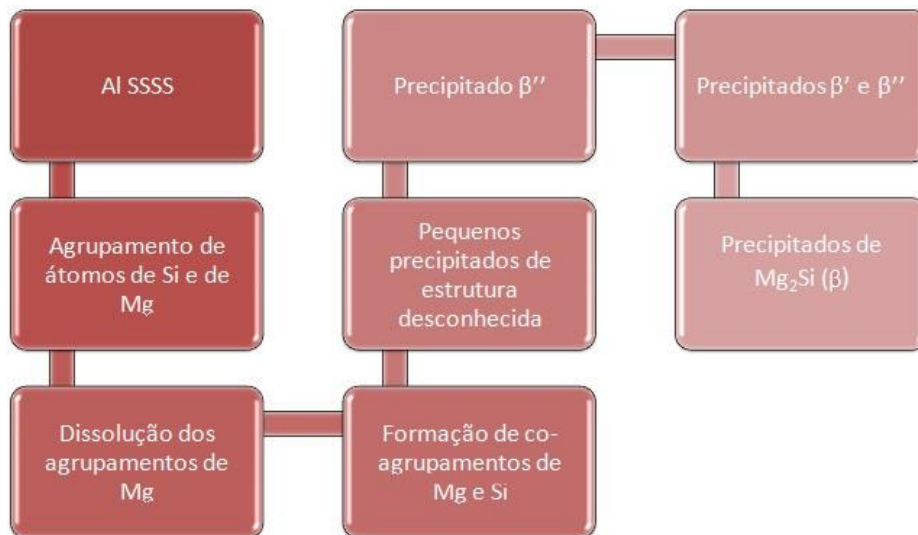 Al SSSS
Agrupamento de
átomos de Si e de
Mg
Dissolução dos
agrupamentos de
Mg
Formação de co-
agrupamentos de
Mg e Si
Pequenos
precipitados de
estrutura
desconhecida
Precipitado β’’
Precipitados β’ e β’’
Precipitados de
Mg₂Si (β)